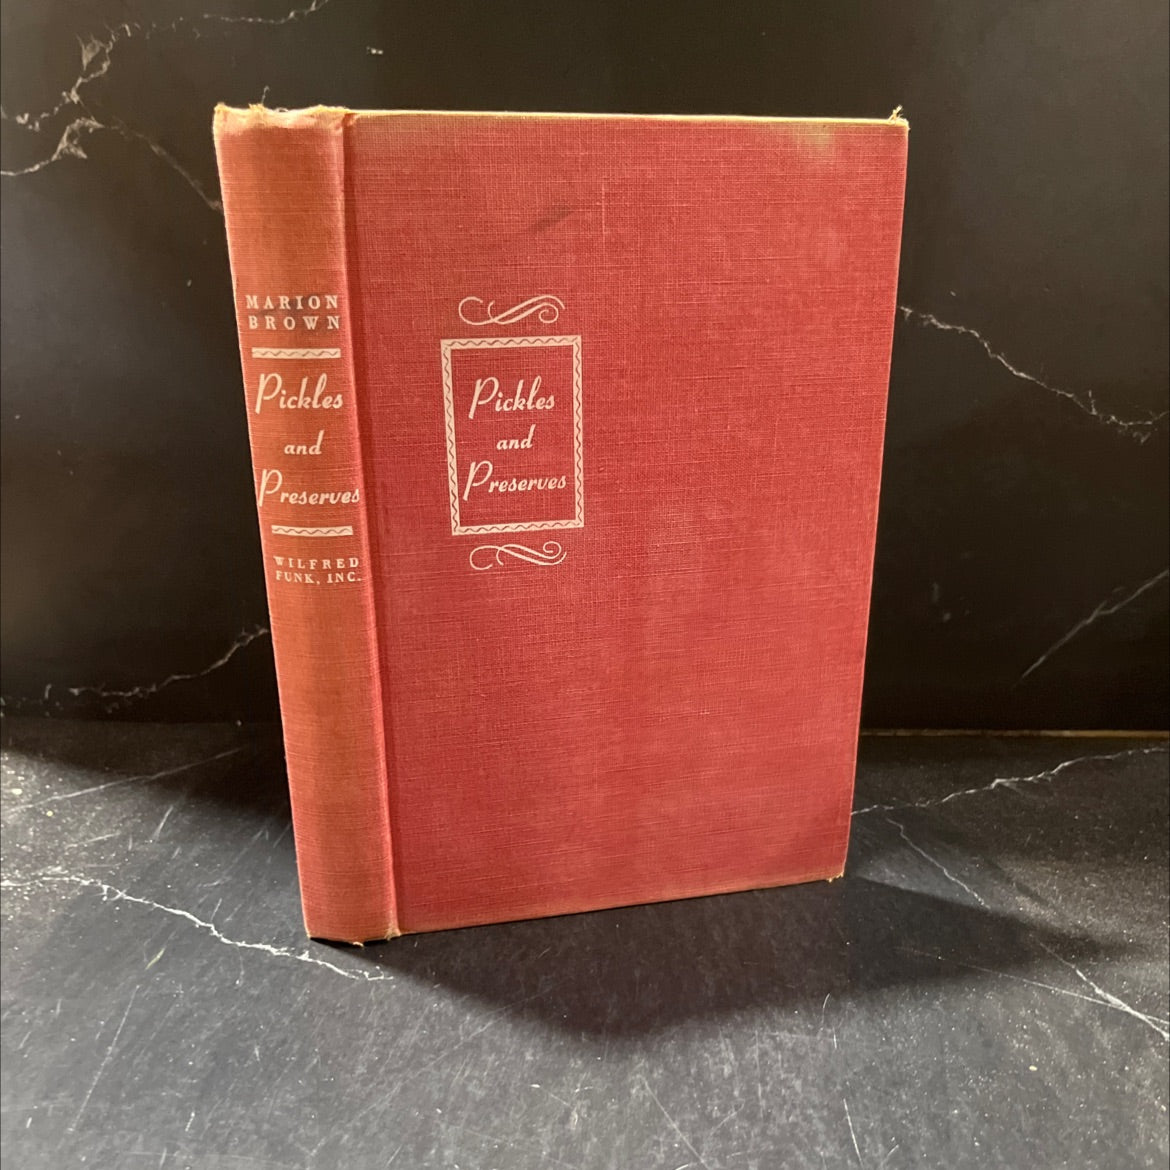 MARION
BROWN
Pickles
and
Preserves
WILFRED
FUNK, INC.
Pickles
and
Preserves